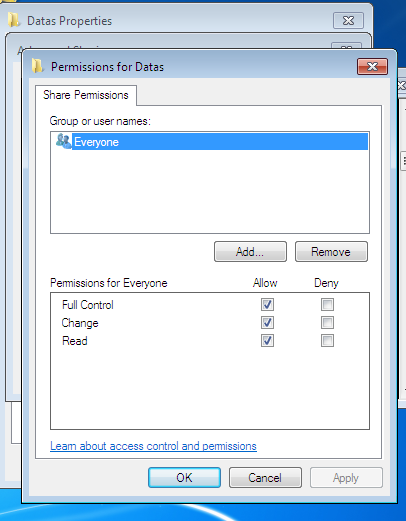 Datas Properties
Permissions for Datas
Share Permissions
Group or user names:
Everyone
Add... Remove
Permissions for Everyone Allow Deny
Full Control
Change
Read
Learn about access control and permissions
OK Cancel Apply